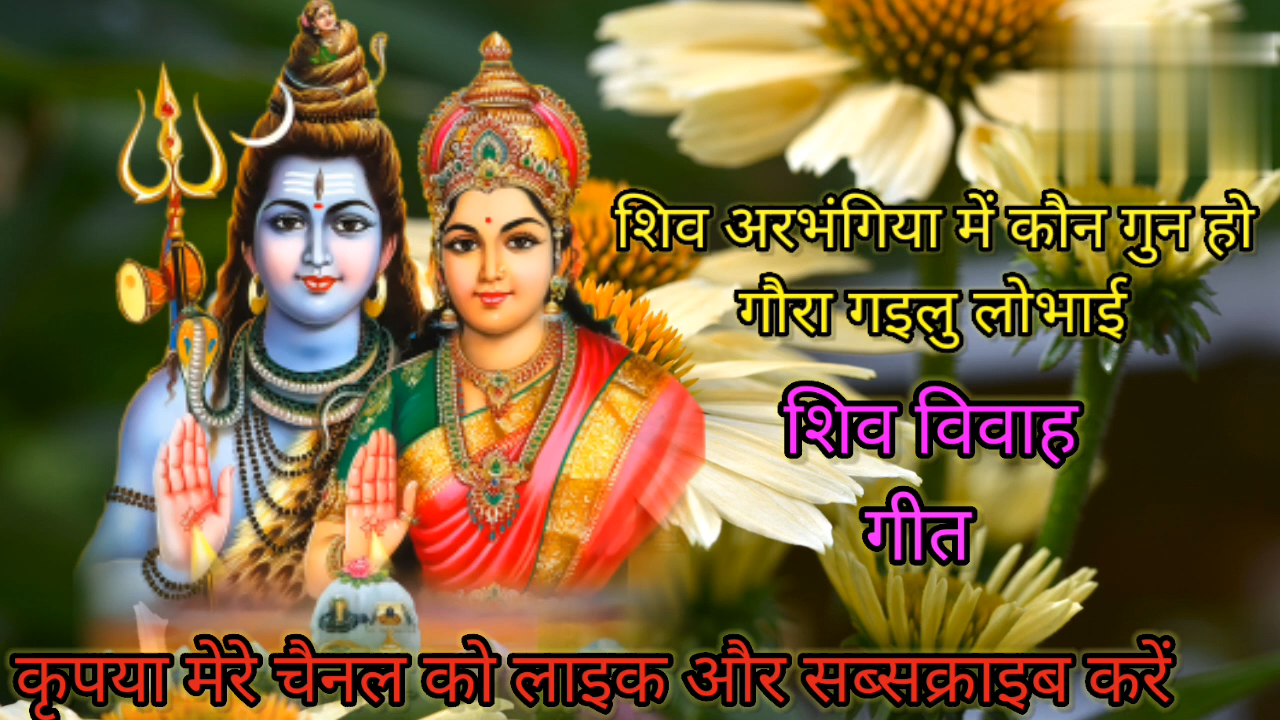 शिव अरभंगिया में कौन गुन हो
गौरा गइलु लोभाई
शिव विवाह
गीत
कृपया मेरे चैनल को लाइक और सब्सक्राइब करें